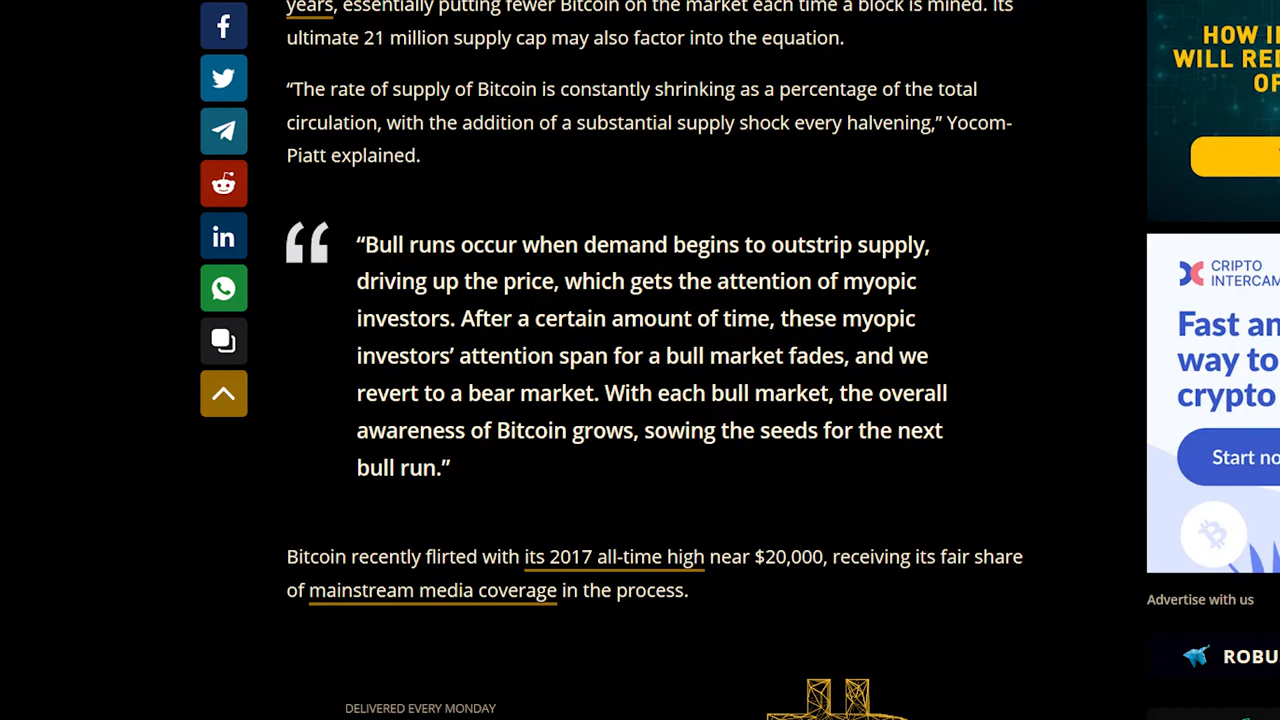 years, essentially putting fewer Bitcoin on the market each time a block is mined. Its
ultimate 21 million supply cap may also factor into the equation.
“The rate of supply of Bitcoin is constantly shrinking as a percentage of the total
circulation, with the addition of a substantial supply shock every halvening,” Yocom-
Piatt explained.
“Bull runs occur when demand begins to outstrip supply,
driving up the price, which gets the attention of myopic
investors. After a certain amount of time, these myopic
investors’ attention span for a bull market fades, and we
revert to a bear market. With each bull market, the overall
awareness of Bitcoin grows, sowing the seeds for the next
bull run.”
Bitcoin recently flirted with its 2017 all-time high near $20,000, receiving its fair share
of mainstream media coverage in the process.
DELIVERED EVERY MONDAY
HOW I
WILL RE
OF
CRIPTO
INTERCAM
Fast an
way to
crypto
Start no
Advertise with us
ROBU